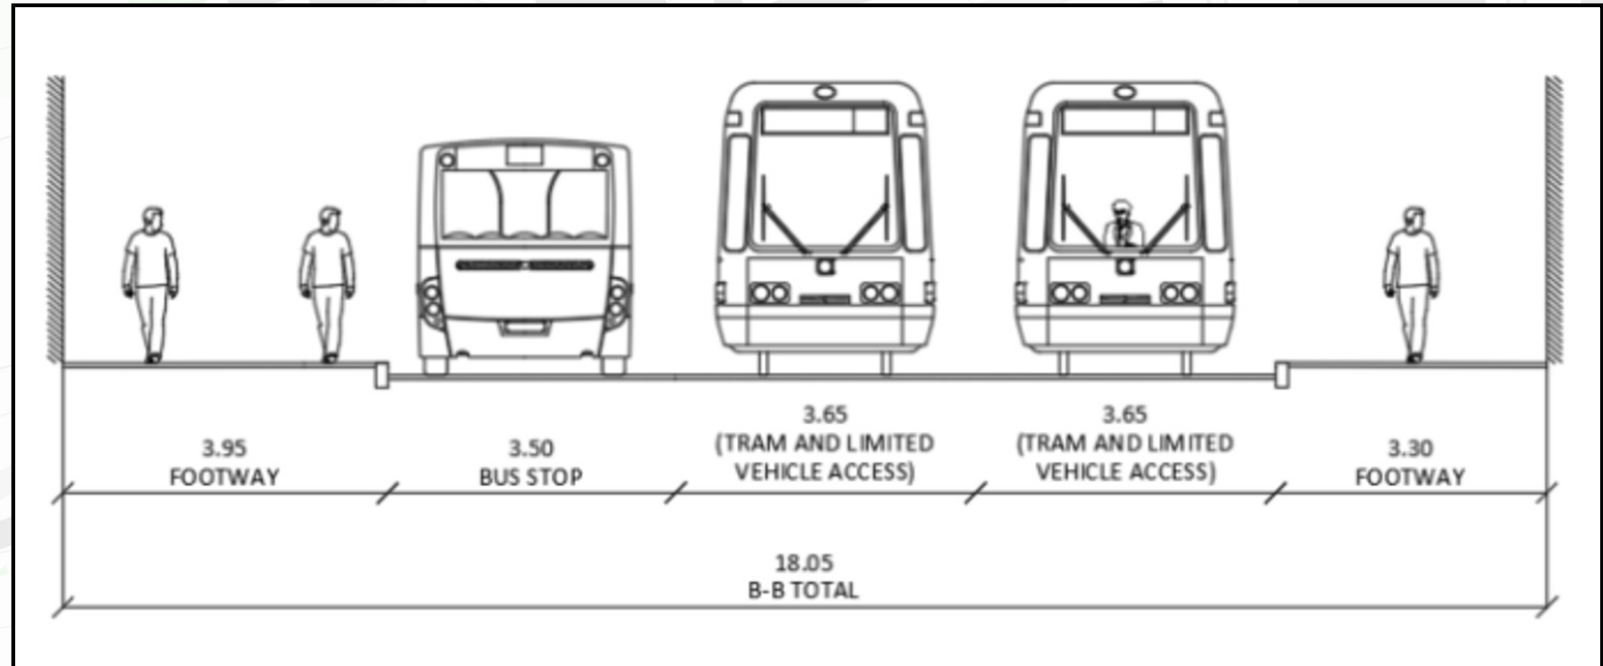 3.95
FOOTWAY
3.50
BUS STOP
3.65
(TRAM AND LIMITED
VEHICLE ACCESS)
3.65
(TRAM AND LIMITED
VEHICLE ACCESS)
3.30
FOOTWAY
18.05
B-B TOTAL